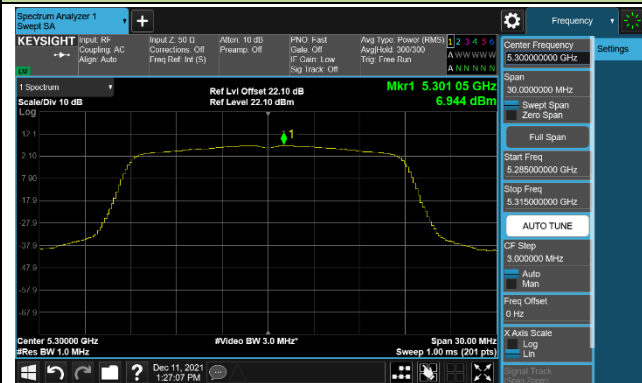 Spectrum Analyzer 1
Swept SA
Frequency
KEYSIGHT
Input: RF
Coupling: AC
Align: Auto
Input Z: 50 Ω
Corrections: Off
Freq Ref: Int (S)
Atten: 10 dB
Preamp: Off
PNO: Fast
Gate: Off
IF Gain: Low
Sig Track: Off
Avg Type: Power (RMS)
Avg|Hold: 300/300
Trig: Free Run
1 2 3 4 5 6
A W W W W W
A N N N N N
LVI
1 Spectrum
Scale/Div 10 dB
Log
Ref Lvl Offset 22.10 dB
Ref Level 22.10 dBm
Mkr1 5.301 05 GHz
6.944 dBm
1
12.1
2.10
-7.90
-17.9
-27.9
-37.9
-47.9
-57.9
-67.9
Center 5.30000 GHz
#Res BW 1.0 MHz
#Video BW 3.0 MHz*
Span 30.00 MHz
Sweep 1.00 ms (201 pts)
Dec 11, 2021
1:27:07 PM
Center Frequency
5.300000000 GHz
Settings
Span
30.0000000 MHz
Swept Span
Zero Span
Full Span
Start Freq
5.285000000 GHz
Stop Freq
5.315000000 GHz
AUTO TUNE
CF Step
3.000000 MHz
Auto
Man
Freq Offset
0 Hz
X Axis Scale
Log
Lin
Signal Track
(Span Zoom)